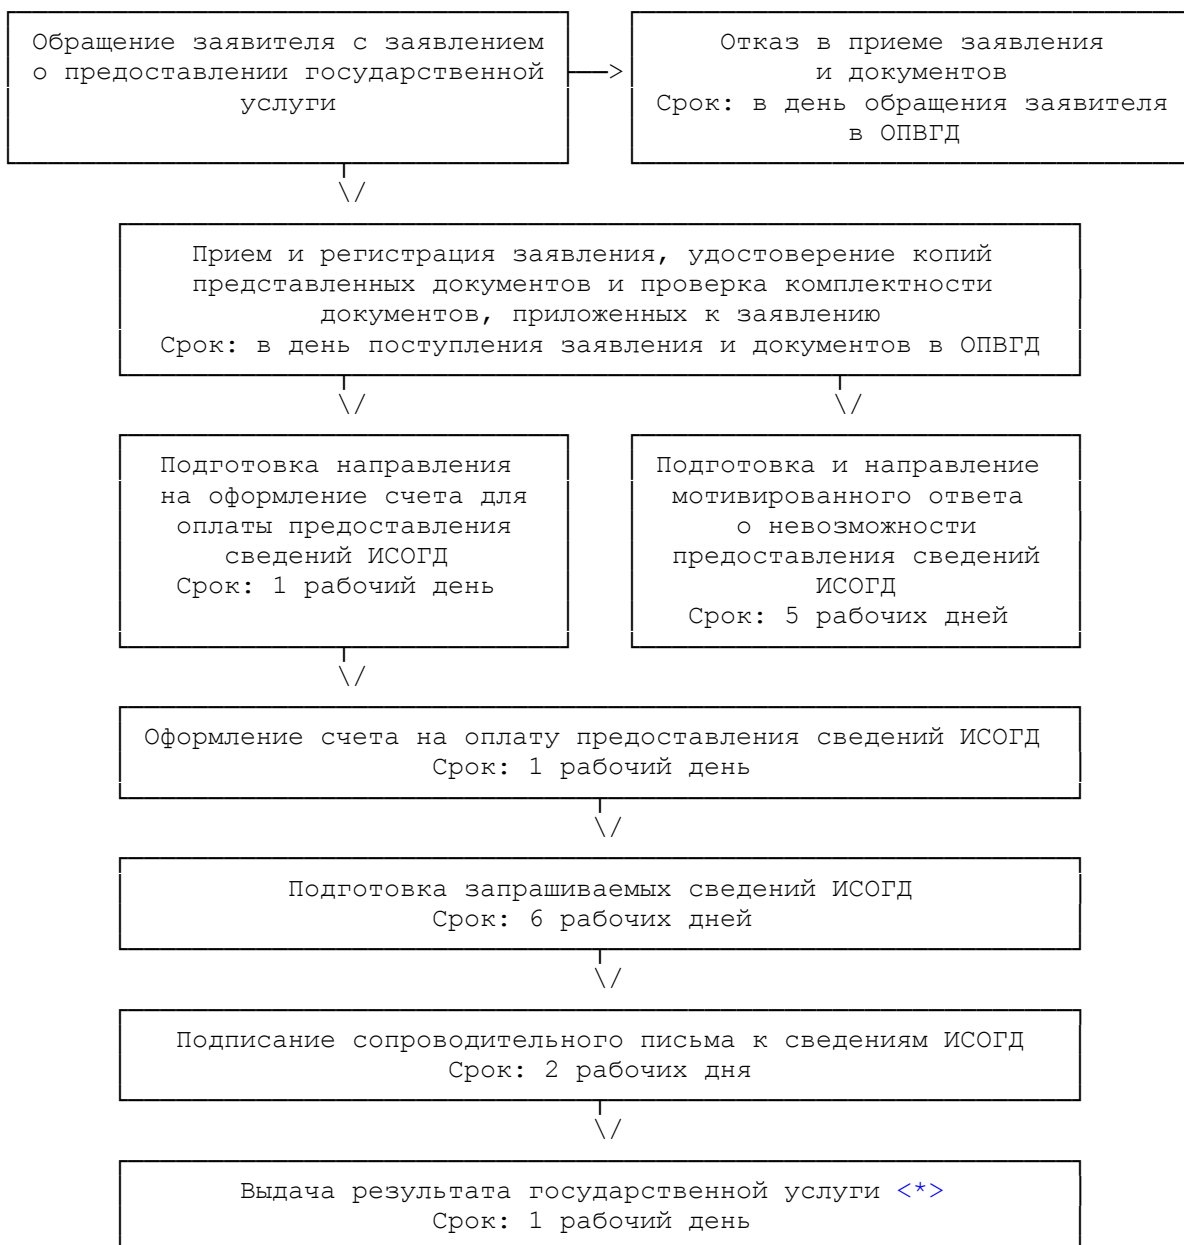 Обращение заявителя с заявлением
о предоставлении государственной
услуги
Отказ в приеме заявления
и документов
Срок: в день обращения заявителя
в ОПВГД
Прием и регистрация заявления, удостоверение копий
представленных документов и проверка комплектности
документов, приложенных к заявлению
Срок: в день поступления заявления и документов в ОПВГД
Подготовка направления
на оформление счета для
оплаты предоставления
сведений ИСОГД
Срок: 1 рабочий день
Подготовка и направление
мотивированного ответа
о невозможности
предоставления сведений
ИСОГД
Срок: 5 рабочих дней
Оформление счета на оплату предоставления сведений ИСОГД
Срок: 1 рабочий день
Подготовка запрашиваемых сведений ИСОГД
Срок: 6 рабочих дней
Подписание сопроводительного письма к сведениям ИСОГД
Срок: 2 рабочих дня
Выдача результата государственной услуги <*>
Срок: 1 рабочий день